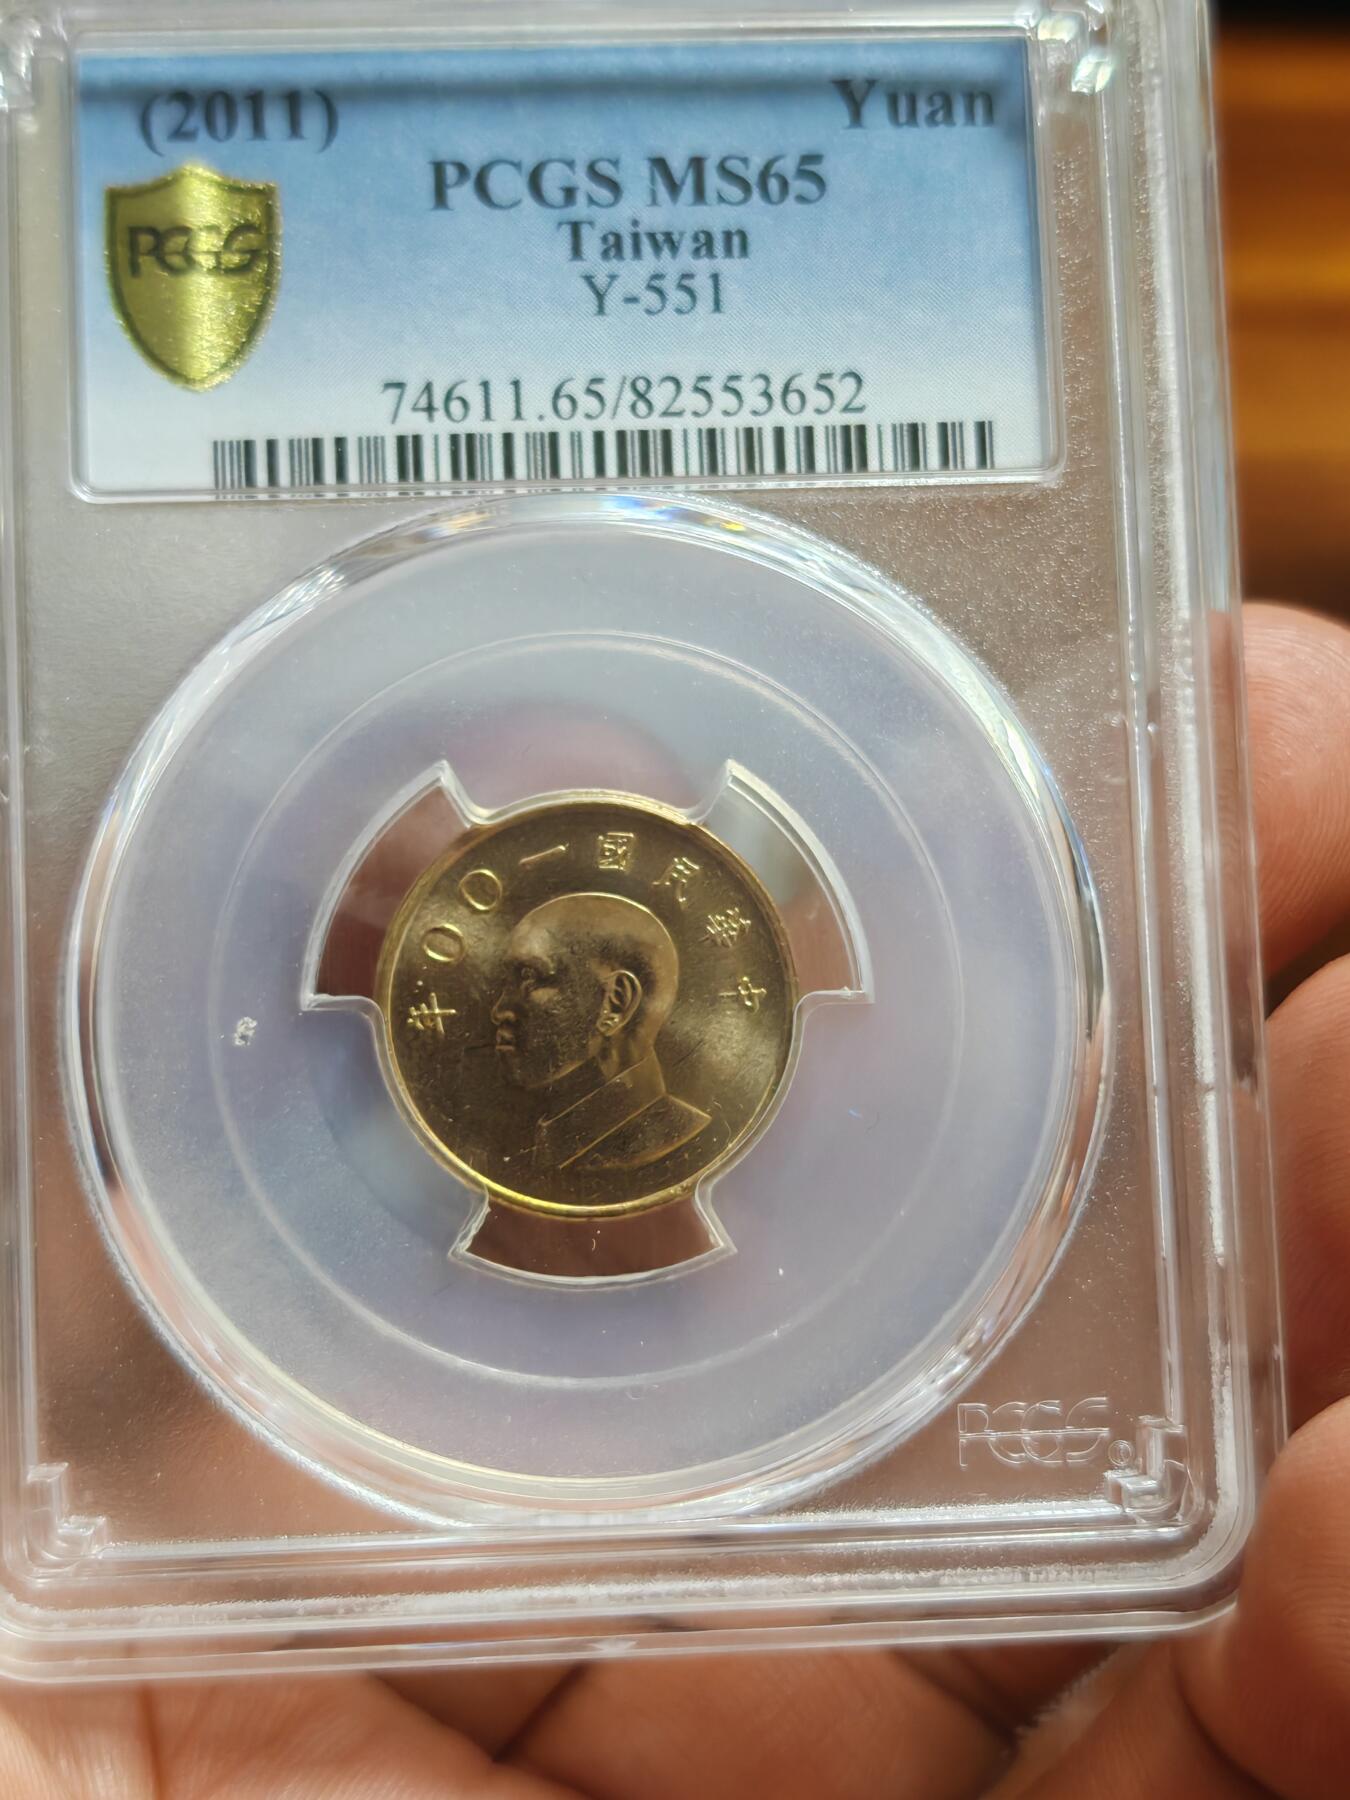 (2011) Yuan
PCGS MS65
Taiwan
PCGS
Y-551
74611.65/82553652
中華民國一〇〇年
PCGS ©